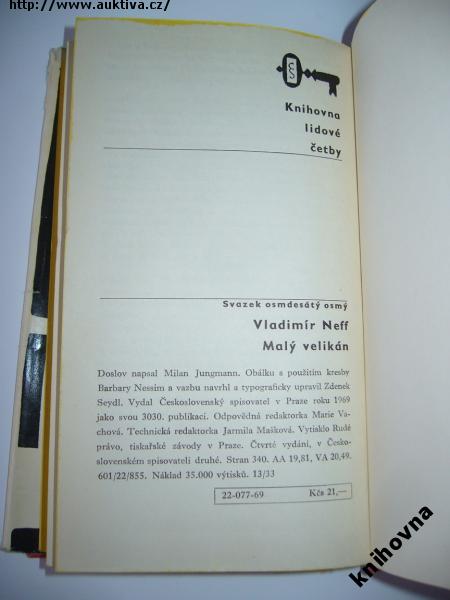 http://www.auktiva.cz/
Knihovna
lidové
četby
Svazek osmdesátý osmý
Vladimír Neff
Malý velikán
Doslov napsal Milan Jungmann. Obálku s použitím kresby
Barbary Nessim a vazbu navrhl a typograficky upravil Zdenek
Seydl. Vydal Československý spisovatel v Praze roku 1969
jako svou 3030. publikaci. Odpovědná redaktorka Marie Va-
chová. Technická redaktorka Jarmila Mašková. Vytisklo Rudé
právo, tiskařské závody v Praze. Čtvrté vydání, v Česko-
slovenském spisovateli druhé. Stran 340. AA 19,81, VA 20,49.
601/22/855. Náklad 35.000 výtisků. 13/33
22-077-69 Kčs 21,—
knihovna